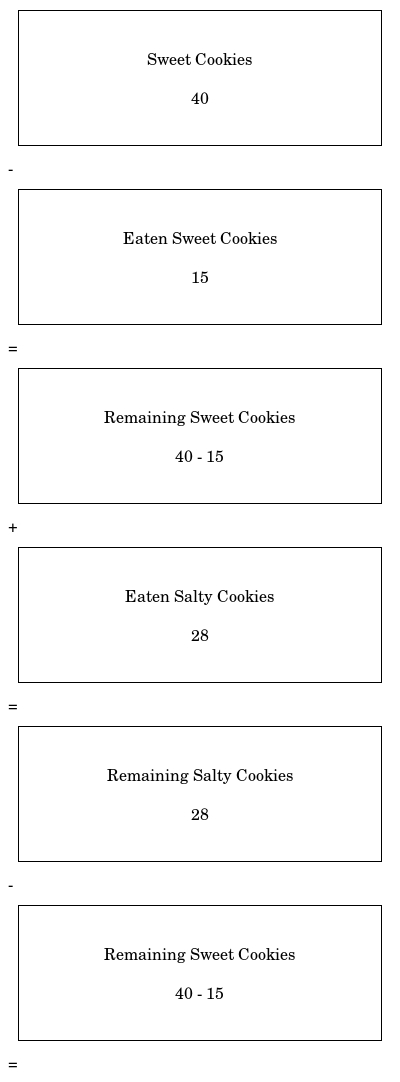 Sweet Cookies
40
-
Eaten Sweet Cookies
15
=
Remaining Sweet Cookies
40 - 15
+
Eaten Salty Cookies
28
=
Remaining Salty Cookies
28
-
Remaining Sweet Cookies
40 - 15
=